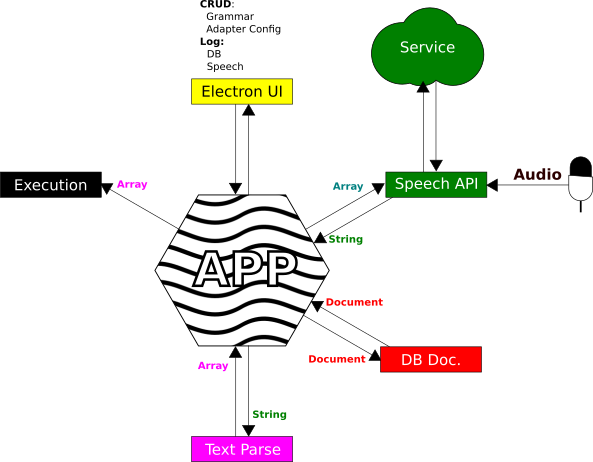 CRUD:
Grammar
Adapter Config
Log:
DB
Speech
Electron UI
Service
Execution
Array
Array
Speech API
Audio
String
APP
Document
Document
DB Doc.
Array
String
Text Parse